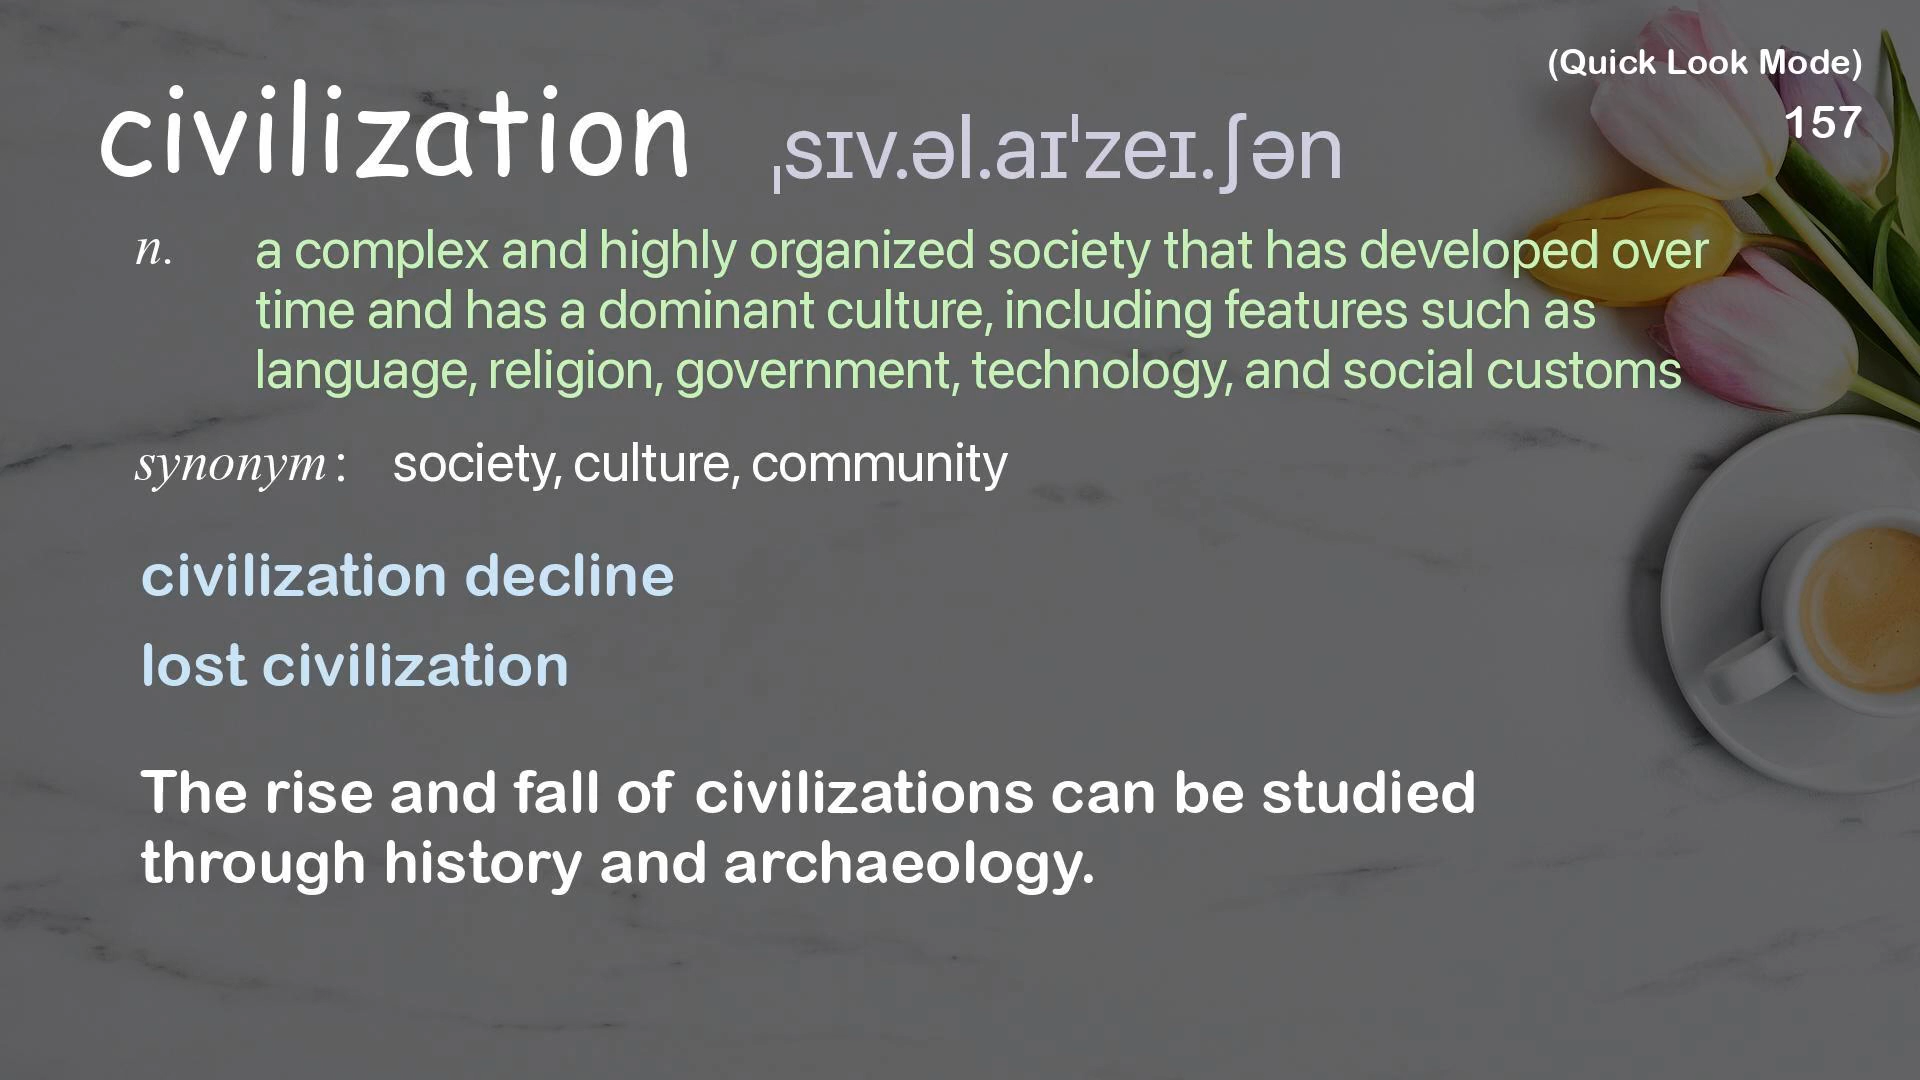 (Quick Look Mode)
157
civilization ˌsɪv.əl.aɪˈzeɪ.ʃən
n. a complex and highly organized society that has developed over
time and has a dominant culture, including features such as
language, religion, government, technology, and social customs
synonym: society, culture, community
civilization decline
lost civilization
The rise and fall of civilizations can be studied
through history and archaeology.